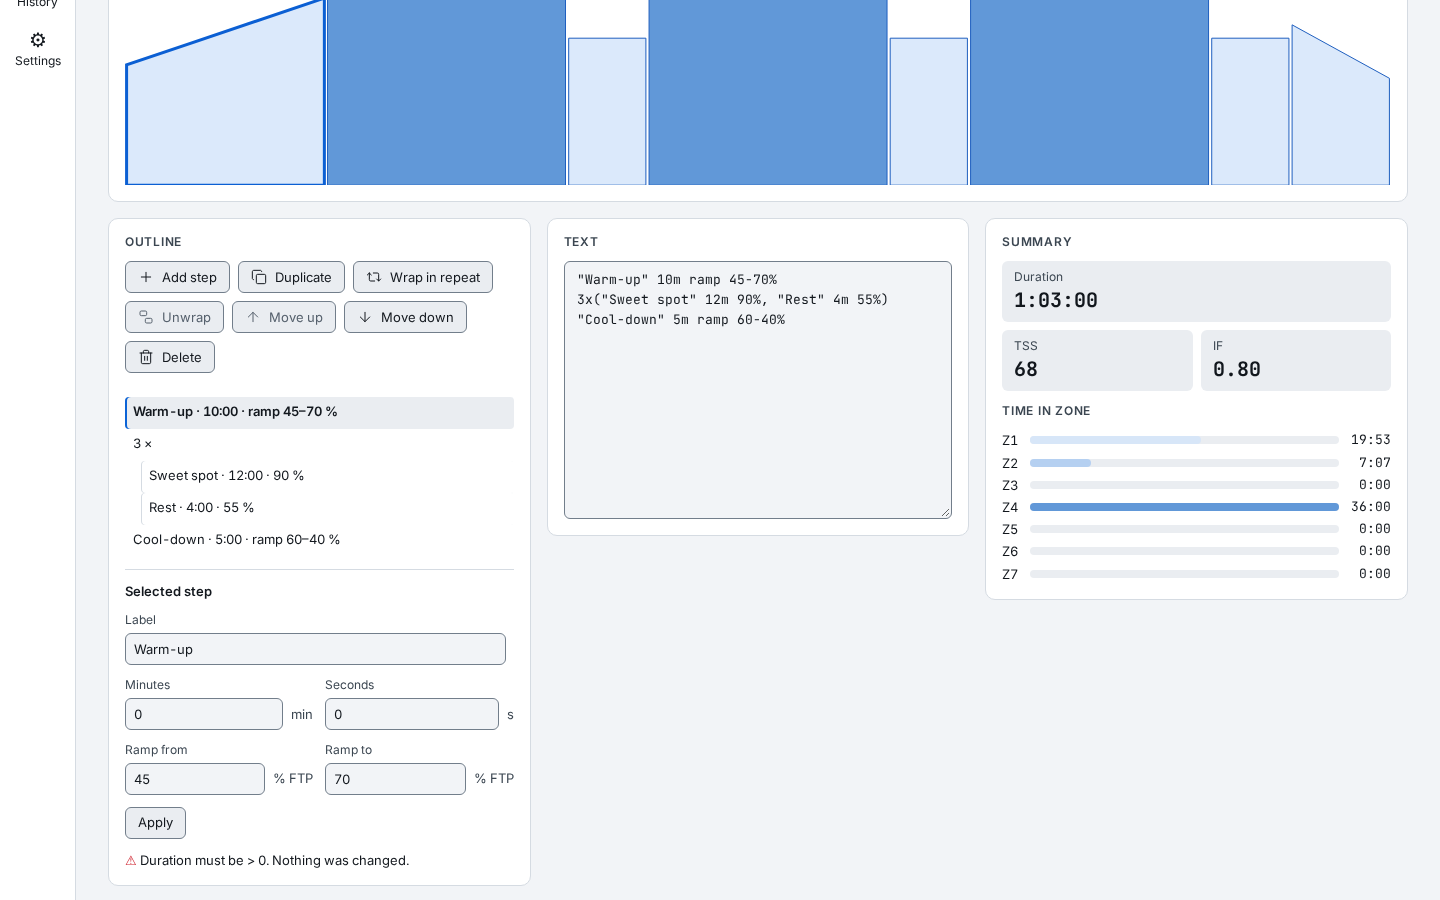 History
Settings
OUTLINE
Add step
Duplicate
Wrap in repeat
Unwrap
Move up
Move down
Delete
Warm-up · 10:00 · ramp 45–70 %
3 ×
Sweet spot · 12:00 · 90 %
Rest · 4:00 · 55 %
Cool-down · 5:00 · ramp 60–40 %
Selected step
Label
Warm-up
Minutes
Seconds
0 min
0 s
Ramp from
Ramp to
45 % FTP
70 % FTP
Apply
⚠ Duration must be > 0. Nothing was changed.
TEXT
"Warm-up" 10m ramp 45-70%
3x("Sweet spot" 12m 90%, "Rest" 4m 55%)
"Cool-down" 5m ramp 60-40%
SUMMARY
Duration
1:03:00
TSS
68
IF
0.80
TIME IN ZONE
Z1 19:53
Z2 7:07
Z3 0:00
Z4 36:00
Z5 0:00
Z6 0:00
Z7 0:00